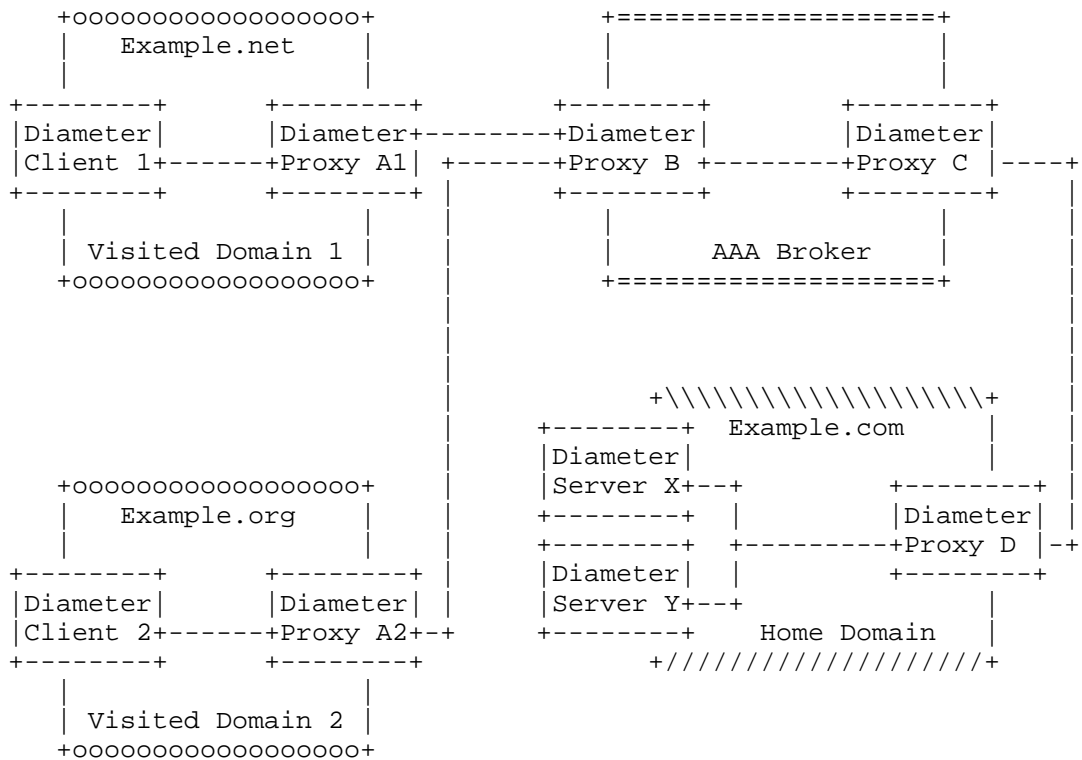 Example.net
Diameter Client 1
Diameter Proxy A1
Visited Domain 1
Diameter Proxy B
Diameter Proxy C
AAA Broker
Example.com
Diameter Server X
Diameter Server Y
Diameter Proxy D
Home Domain
Example.org
Diameter Client 2
Diameter Proxy A2
Visited Domain 2